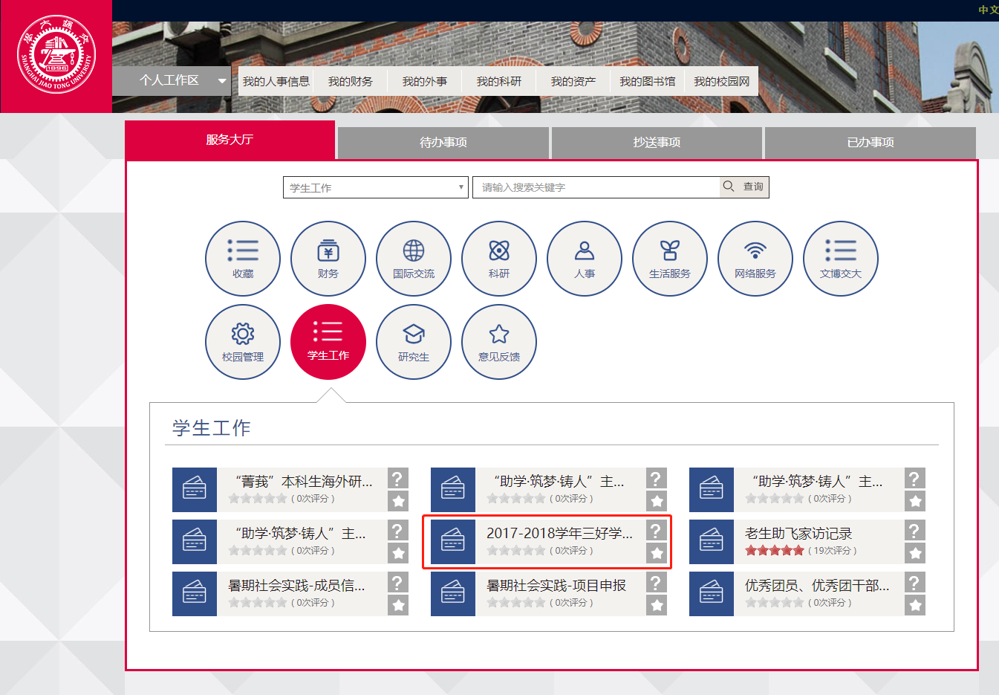 中文
SHANGHAI JIAO TONG UNIVERSITY
1896
个人工作区
我的人事信息
我的财务
我的外事
我的科研
我的资产
我的图书馆
我的校园网
服务大厅
待办事项
抄送事项
已办事项
学生工作
请输入搜索关键字
查询
收藏
财务
国际交流
科研
人事
生活服务
网络服务
文博交大
校园管理
学生工作
研究生
意见反馈
学生工作
“菁莪”本科生海外研...
( 0次评分 )
“助学·筑梦·铸人”主...
( 0次评分 )
“助学·筑梦·铸人”主...
( 0次评分 )
“助学·筑梦·铸人”主...
( 0次评分 )
2017-2018学年三好学...
( 0次评分 )
老生助飞家访记录
( 19次评分 )
暑期社会实践-成员信...
( 0次评分 )
暑期社会实践-项目申报
( 0次评分 )
优秀团员、优秀团干部...
( 0次评分 )